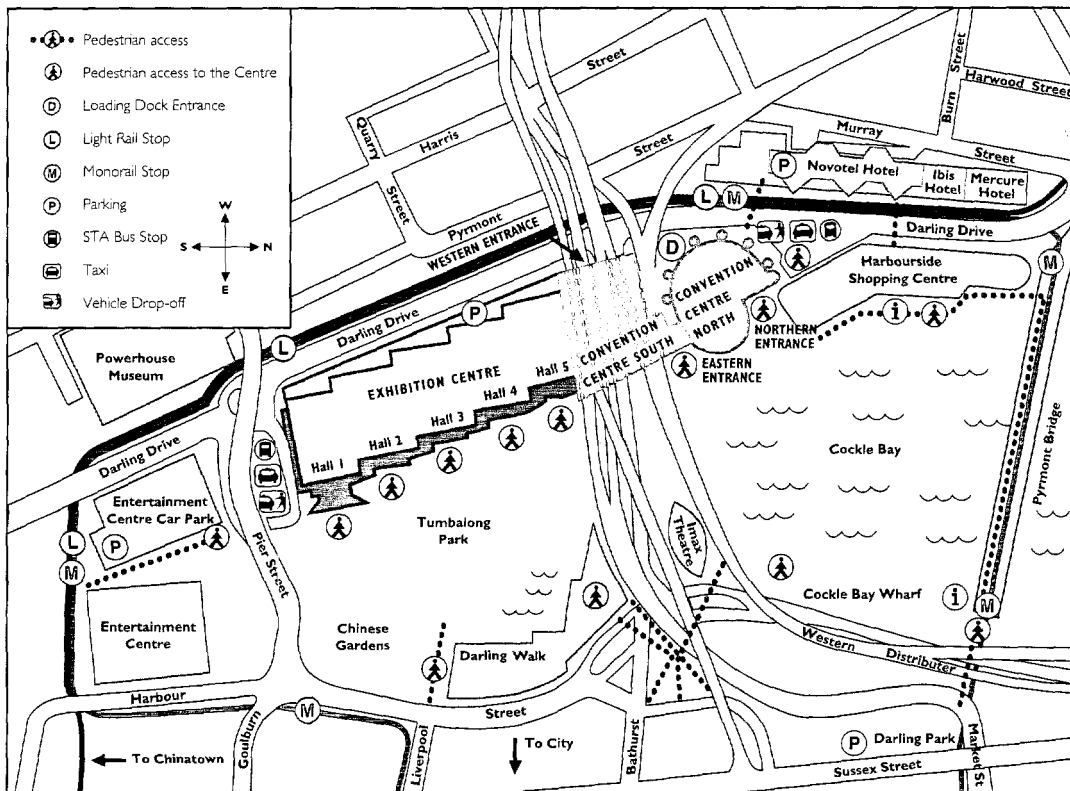 Pedestrian access
Pedestrian access to the Centre
D Loading Dock Entrance
L Light Rail Stop
M Monorail Stop
P Parking
STA Bus Stop
Taxi
Vehicle Drop-off
W
S
N
E
Quarry
Street
Harris
Street
Pyrmont
Street
WESTERN ENTRANCE
Burn
Street
Harwood Street
Murray
Street
P
Novotel Hotel
Ibis
Hotel
Mercure
Hotel
L
M
D
Darling Drive
Harbourside
Shopping Centre
M
i
CONVENTION
CENTRE
NORTH
NORTHERN
ENTRANCE
CONVENTION
CENTRE SOUTH
EASTERN
ENTRANCE
Powerhouse
Museum
L
Darling Drive
P
EXHIBITION CENTRE
Hall 5
Hall 4
Hall 3
Hall 2
Hall 1
Darling Drive
Entertainment
Centre Car Park
P
L
M
Pier Street
Tumbalong
Park
Imax
Theatre
Cockle
Bay
Pyrmont Bridge
Cockle Bay Wharf
i
M
Entertainment
Centre
Chinese
Gardens
Darling Walk
Western
Distributer
Harbour
Street
M
Goulburn
Liverpool
Bathurst
To Chinatown
To City
P Darling Park
Sussex Street
Market St